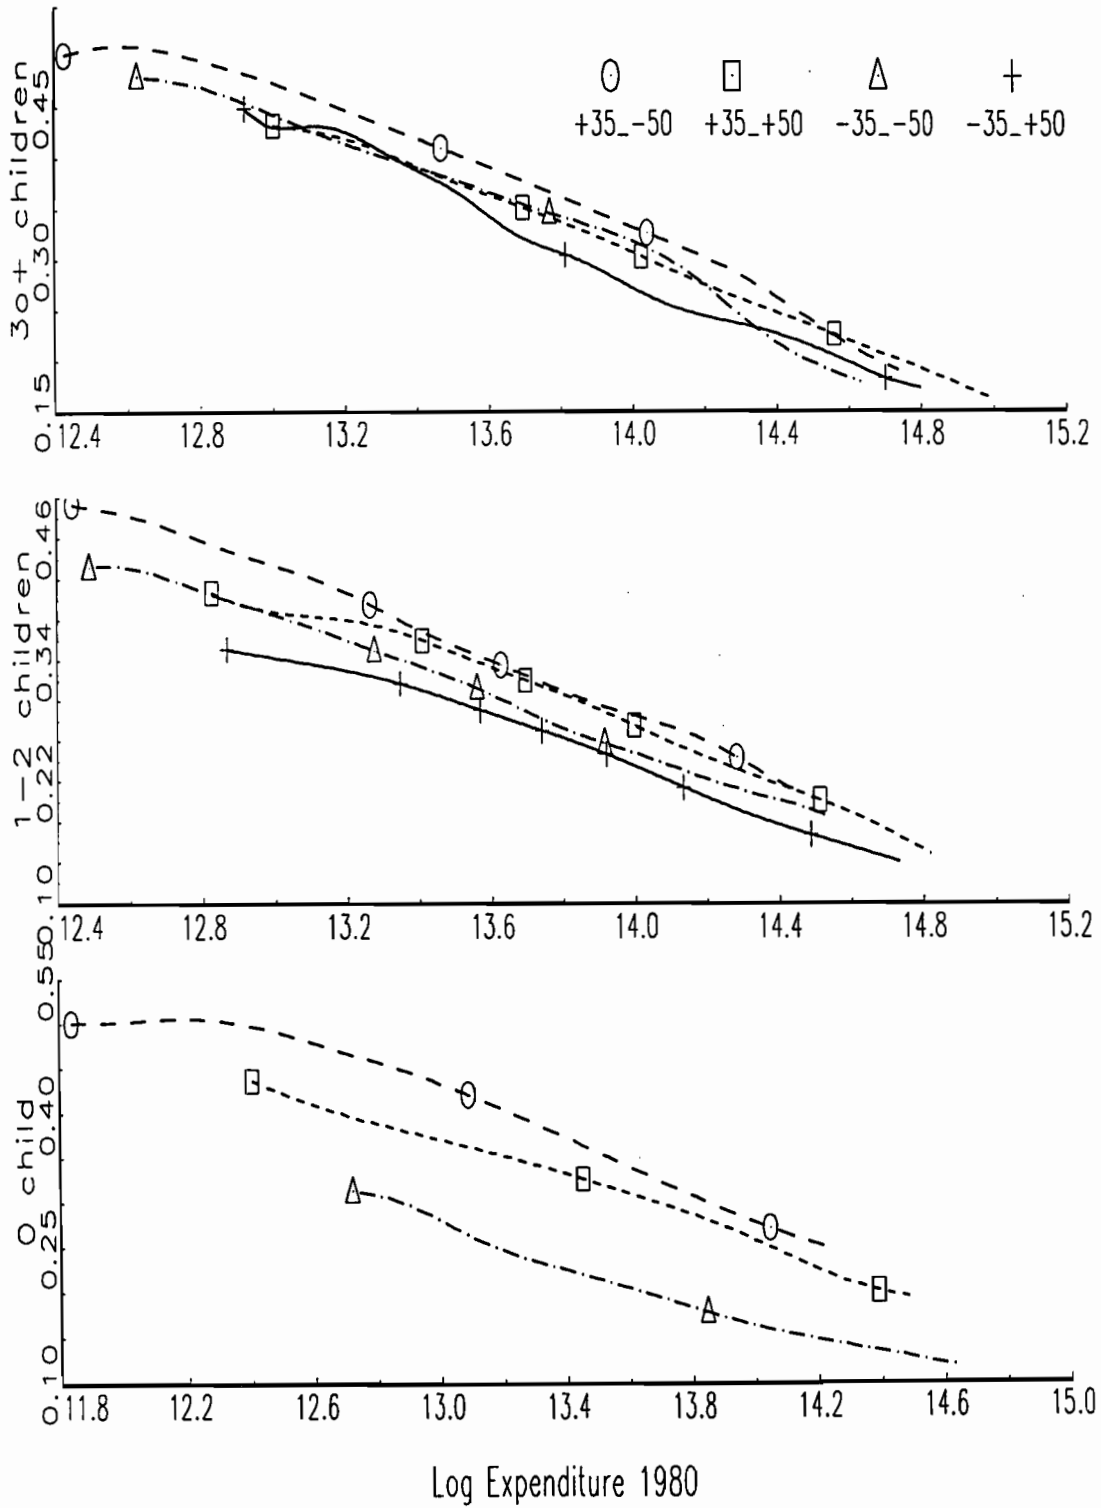 +35_-50 +35_+50 -35_-50 -35_+50
3o+ children
0.15 0.30 0.45
12.4 12.8 13.2 13.6 14.0 14.4 14.8 15.2
1-2 children
0.10 0.22 0.34 0.46
12.4 12.8 13.2 13.6 14.0 14.4 14.8 15.2
0 child
0.10 0.25 0.40 0.550
11.8 12.2 12.6 13.0 13.4 13.8 14.2 14.6 15.0
Log Expenditure 1980